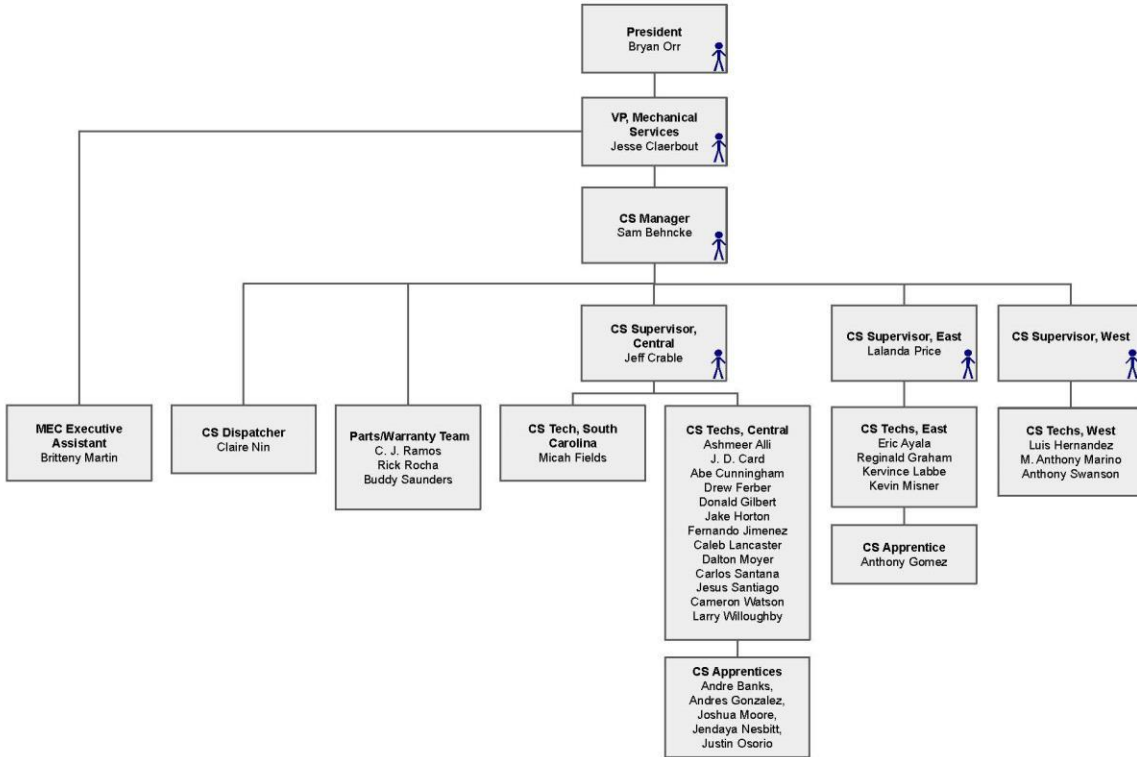 President
Bryan Orr
VP, Mechanical
Services
Jesse Claerbout
CS Manager
Sam Behncke
CS Supervisor,
Central
Jeff Crable
CS Supervisor, East
Lalanda Price
CS Supervisor, West
MEC Executive
Assistant
Britteny Martin
CS Dispatcher
Claire Nin
Parts/Warranty Team
C. J. Ramos
Rick Rocha
Buddy Saunders
CS Tech, South
Carolina
Micah Fields
CS Techs, Central
Ashmeer Alli
J. D. Card
Abe Cunningham
Drew Ferber
Donald Gilbert
Jake Horton
Fernando Jimenez
Caleb Lancaster
Dalton Moyer
Carlos Santana
Jesus Santiago
Cameron Watson
Larry Willoughby
CS Techs, East
Eric Ayala
Reginald Graham
Kervince Labbe
Kevin Misner
CS Techs, West
Luis Hernandez
M. Anthony Marino
Anthony Swanson
CS Apprentice
Anthony Gomez
CS Apprentices
Andre Banks,
Andres Gonzalez,
Joshua Moore,
Jendaya Nesbitt,
Justin Osorio